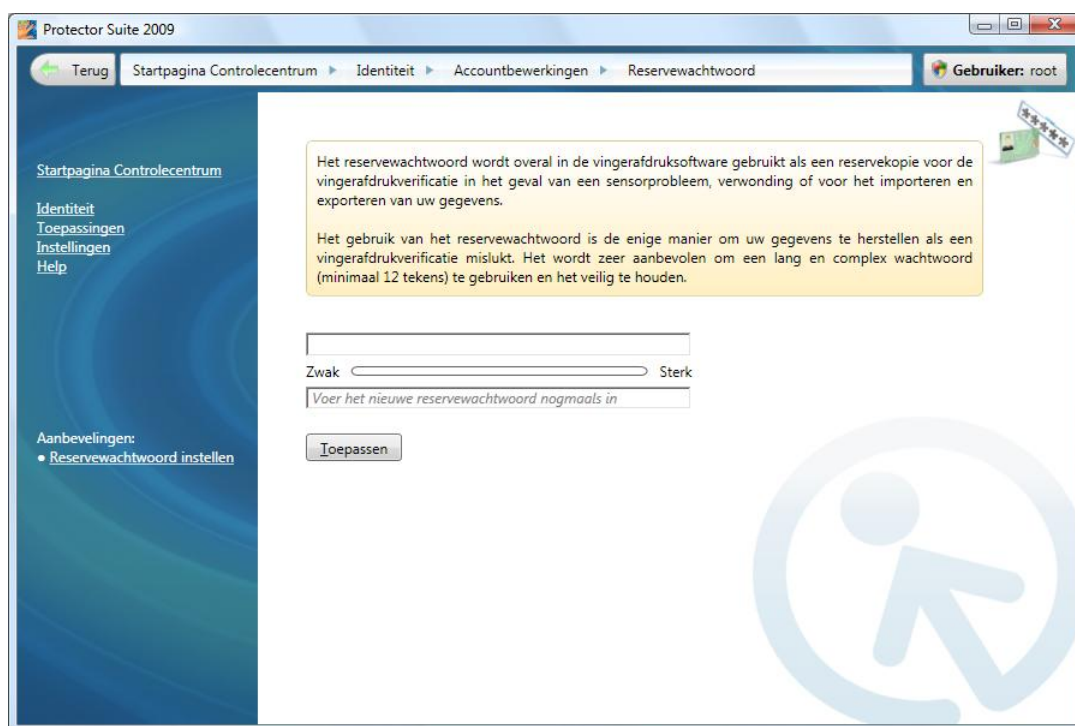 Protector Suite 2009
Terug
Startpagina Controlecentrum
Identiteit
Accountbewerkingen
Reservewachtwoord
Gebruiker: root
Startpagina Controlecentrum
Identiteit
Toepassingen
Instellingen
Help
Aanbevelingen:
• Reservewachtwoord instellen
Het reservewachtwoord wordt overal in de vingerafdruksoftware gebruikt als een reservekopie voor de
vingerafdrukverificatie in het geval van een sensorprobleem, verwonding of voor het importeren en
exporteren van uw gegevens.
Het gebruik van het reservewachtwoord is de enige manier om uw gegevens te herstellen als een
vingerafdrukverificatie mislukt. Het wordt zeer aanbevolen om een lang en complex wachtwoord
(minimaal 12 tekens) te gebruiken en het veilig te houden.
Zwak
Sterk
Voer het nieuwe reservewachtwoord nogmaals in
Toepassen